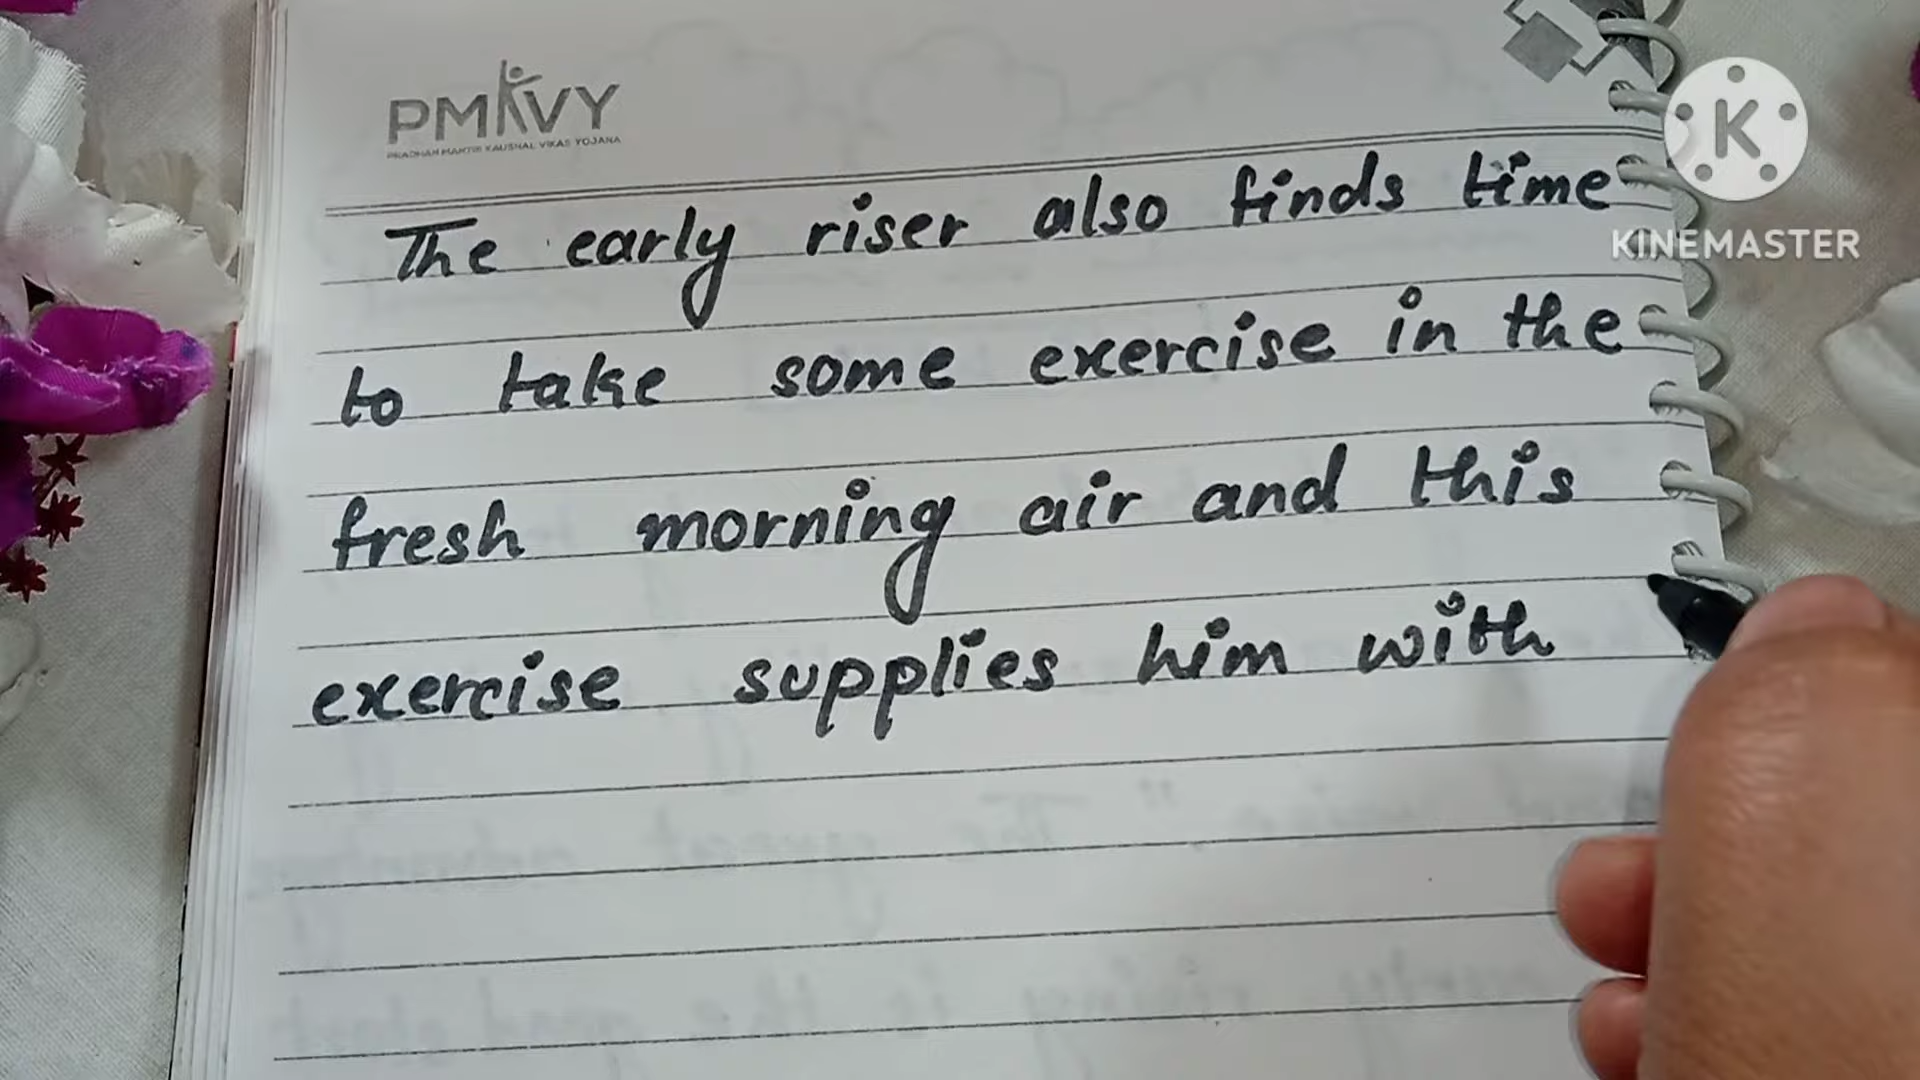 PMKVY
PRADHAN MANTRI KAUSHAL VIKAS YOJANA
K
KINEMASTER
The early riser also finds time
to take some exercise in the
fresh morning air and this
exercise supplies him with